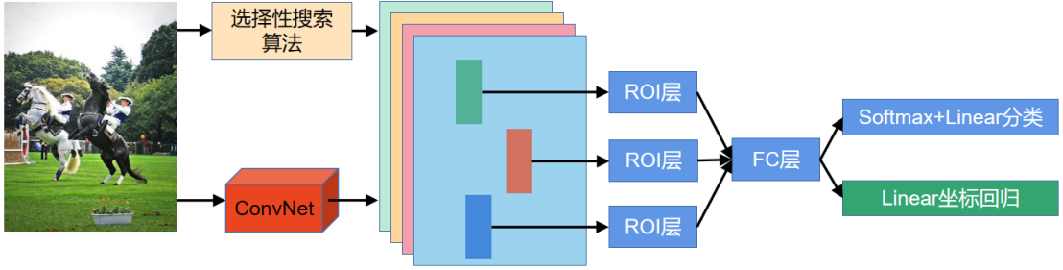 选择性搜索
算法
ConvNet
ROI层
ROI层
ROI层
FC层
Softmax+Linear分类
Linear坐标回归